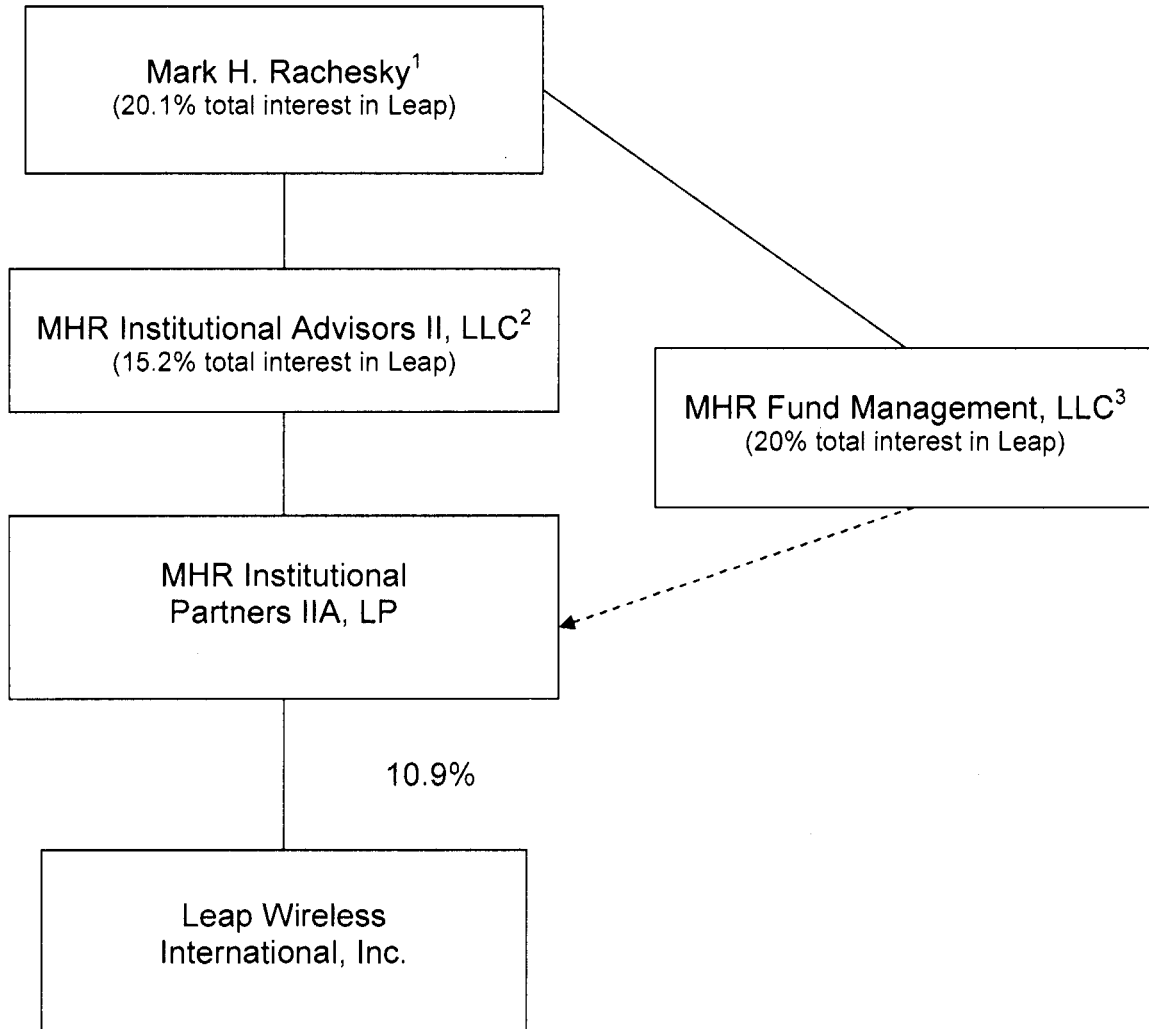 Mark H. Rachesky1
(20.1% total interest in Leap)
MHR Institutional Advisors II, LLC2
(15.2% total interest in Leap)
MHR Fund Management, LLC3
(20% total interest in Leap)
MHR Institutional
Partners IIA, LP
10.9%
Leap Wireless
International, Inc.